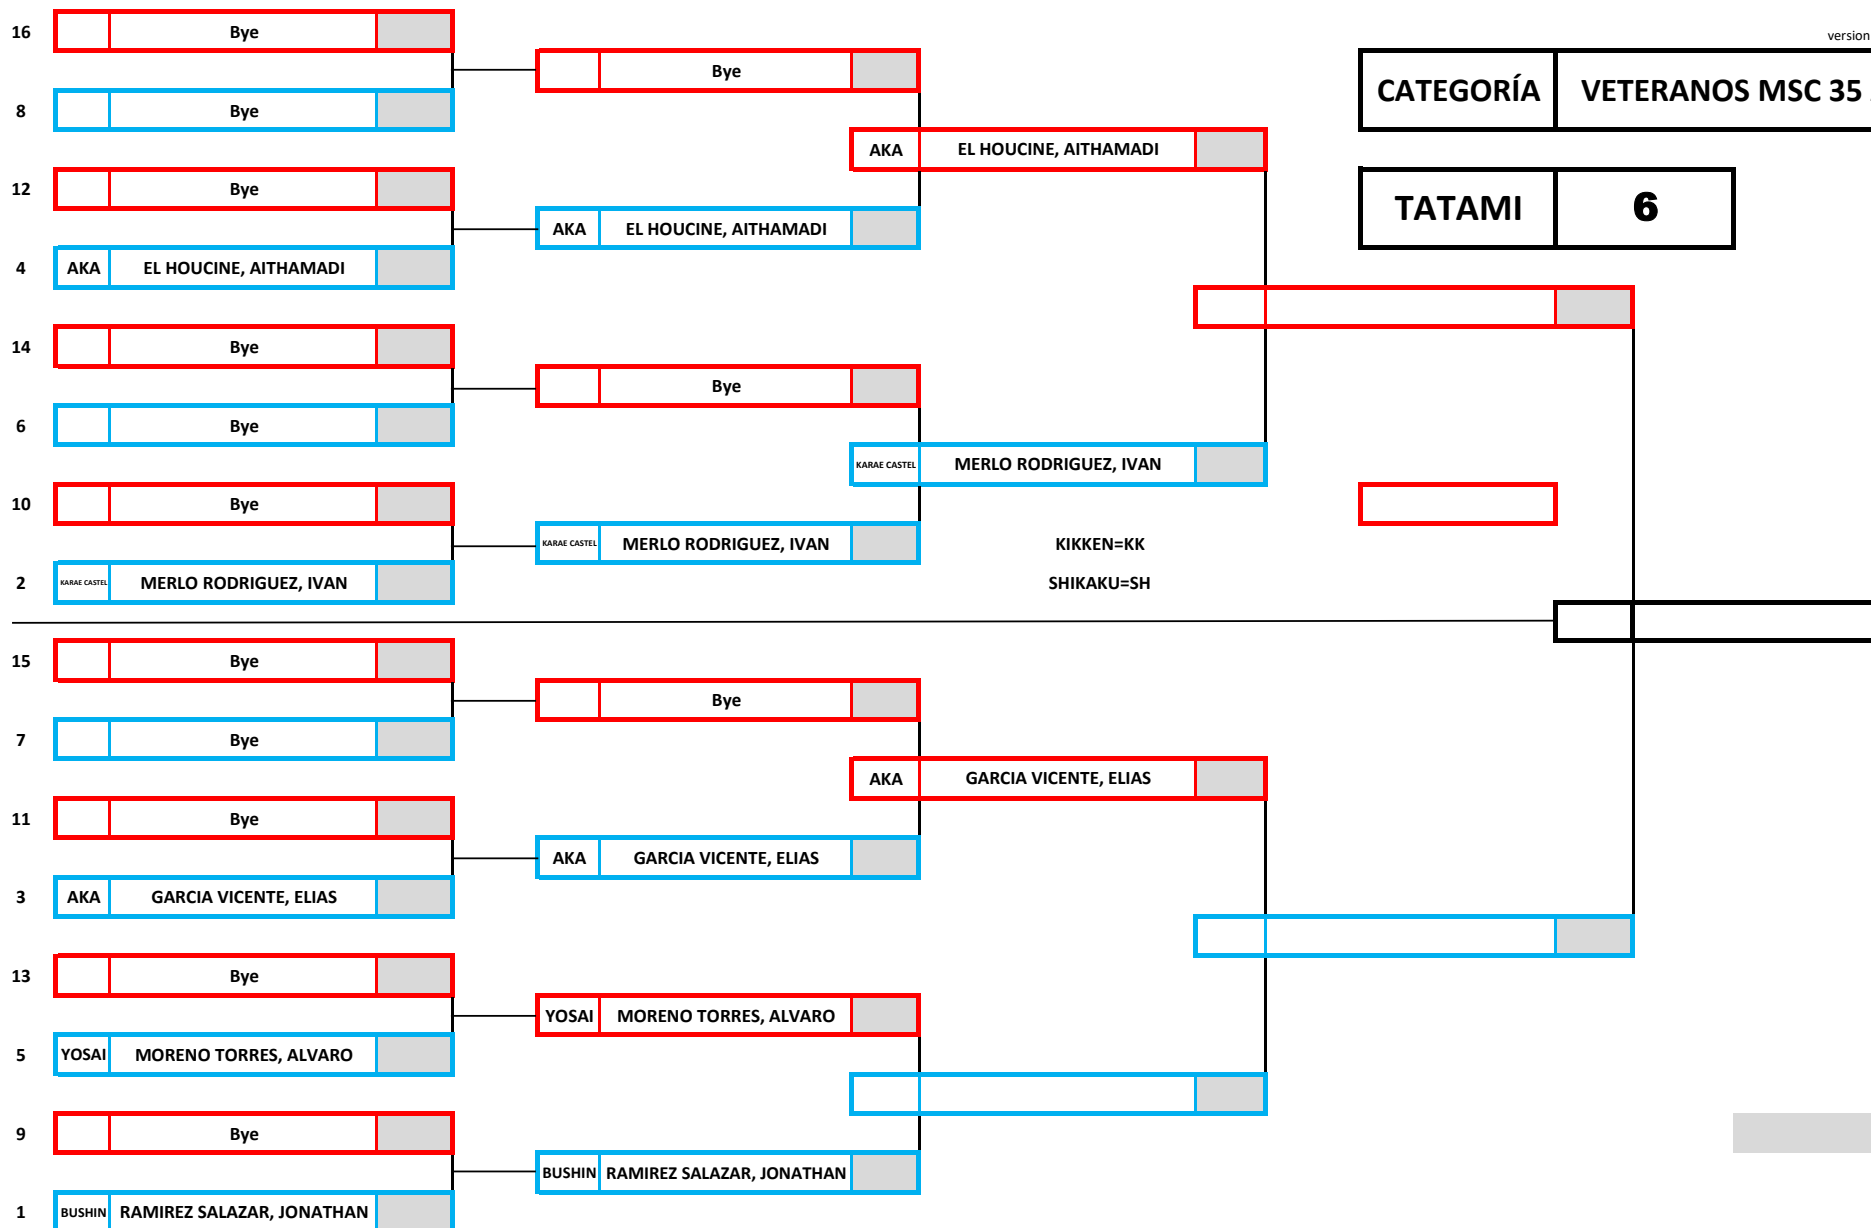 16 Bye
version
Bye
CATEGORÍA VETERANOS MSC 35
8 Bye
AKA EL HOUCINE, AITHAMADI
12 Bye
TATAMI 6
AKA EL HOUCINE, AITHAMADI
4 AKA EL HOUCINE, AITHAMADI
14 Bye
Bye
6 Bye
KARAE CASTEL MERLO RODRIGUEZ, IVAN
10 Bye
KARAE CASTEL MERLO RODRIGUEZ, IVAN
KIKKEN=KK
2 KARAE CASTEL MERLO RODRIGUEZ, IVAN
SHIKAKU=SH
15 Bye
Bye
7 Bye
AKA GARCIA VICENTE, ELIAS
11 Bye
AKA GARCIA VICENTE, ELIAS
3 AKA GARCIA VICENTE, ELIAS
13 Bye
YOSAI MORENO TORRES, ALVARO
5 YOSAI MORENO TORRES, ALVARO
9 Bye
BUSHIN RAMIREZ SALAZAR, JONATHAN
1 BUSHIN RAMIREZ SALAZAR, JONATHAN